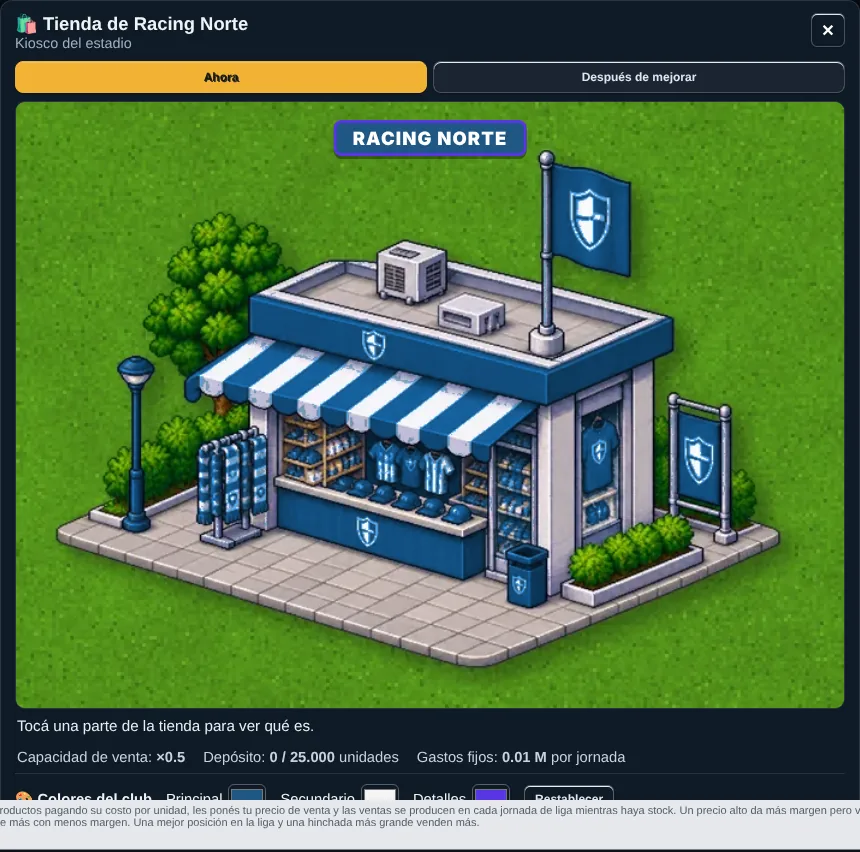 Tienda de Racing Norte
Kiosco del estadio
Ahora
Después de mejorar
RACING NORTE
Tocá una parte de la tienda para ver qué es.
Capacidad de venta: ×0.5 Depósito: 0 / 25.000 unidades Gastos fijos: 0.01 M por jornada
Colores del club Principal Secundario Detalles Restablecer
roductos pagando su costo por unidad, les ponés tu precio de venta y las ventas se producen en cada jornada de liga mientras haya stock. Un precio alto da más margen pero v
e más con menos margen. Una mejor posición en la liga y una hinchada más grande venden más.